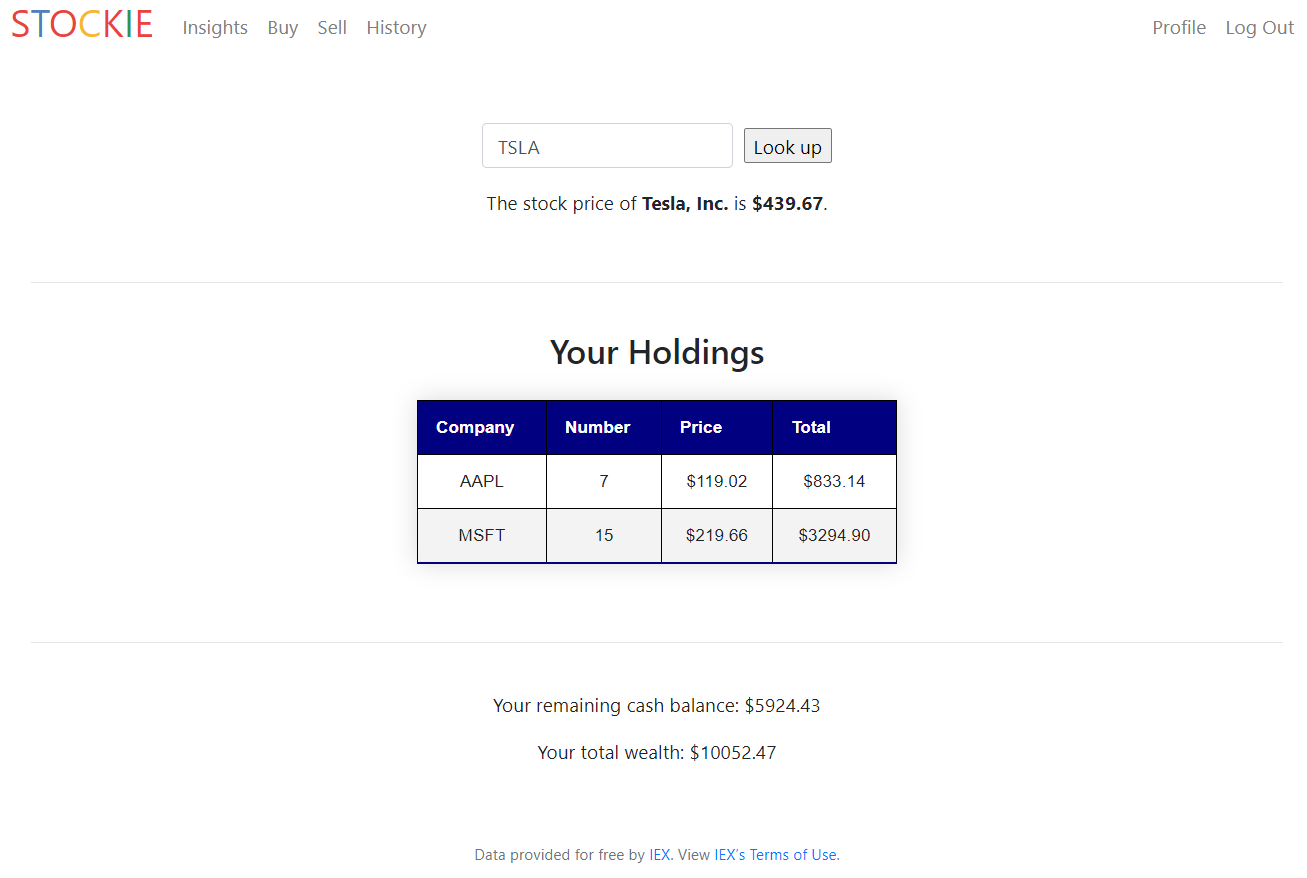 STOCKIE Insights Buy Sell History Profile Log Out
TSLA Look up
The stock price of Tesla, Inc. is $439.67.
Your Holdings
Company Number Price Total
AAPL 7 $119.02 $833.14
MSFT 15 $219.66 $3294.90
Your remaining cash balance: $5924.43
Your total wealth: $10052.47
Data provided for free by IEX. View IEX's Terms of Use.